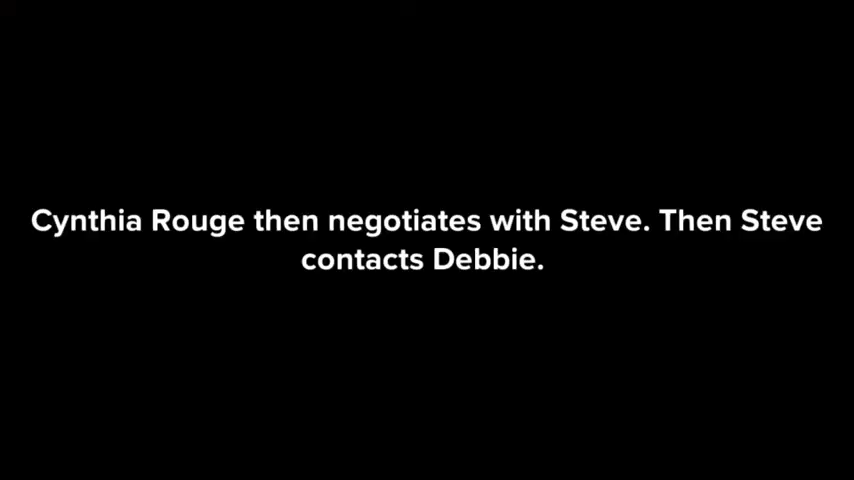 Cynthia Rouge then negotiates with Steve. Then Steve
contacts Debbie.